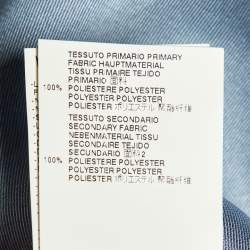 TESSUTO PRIMARIO PRIMARY
FABRIC HAUPTMATERIAL
TISSU PRIMAIRE TEJIDO
PRIMARIO 面料
100% POLIESTERE POLYESTER
POLYESTER POLYESTER
POLIESTER ポリエステル 聚酯纤维
TESSUTO SECONDARIO
SECONDARY FABRIC
NEBENMATERIAL TISSU
SECONDAIRE TEJIDO
SECUNDARIO 面料2
100% POLIESTERE POLYESTER
POLYESTER POLYESTER
POLIESTER ポリエステル 聚酯纤维